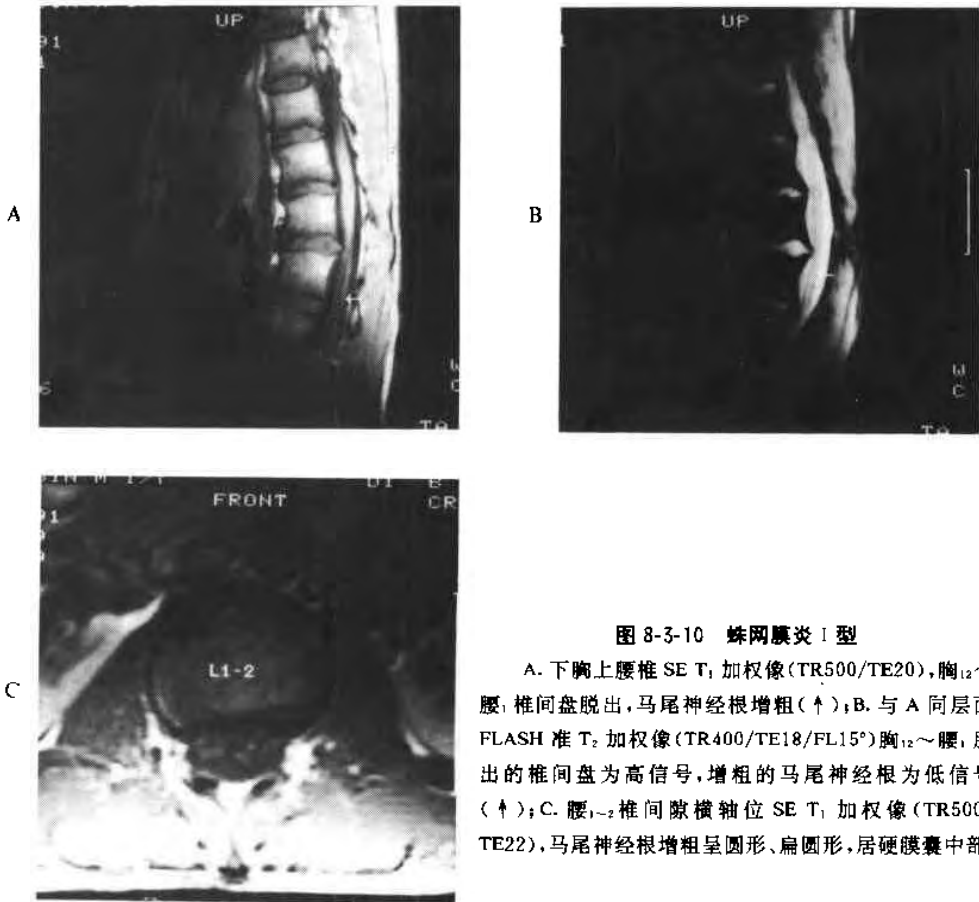 UP
91
A
W
C
TA
UP
B
W
C
TA
FRONT
CR
91
C
L1-2
图 8-3-10 蛛网膜炎 I 型
A. 下胸上腰椎 SE T₁ 加权像(TR500/TE20),胸₁₂~
腰₁ 椎间盘脱出,马尾神经根增粗(↑);B. 与 A 同层面
FLASH 准 T₂ 加权像(TR400/TE18/FL15°)胸₁₂~腰₁
出的椎间盘为高信号,增粗的马尾神经根为低信号
(↑);C. 腰₁~₂椎间隙横轴位 SE T₁ 加权像(TR500
TE22),马尾神经根增粗呈圆形、扁圆形,居硬膜囊中部